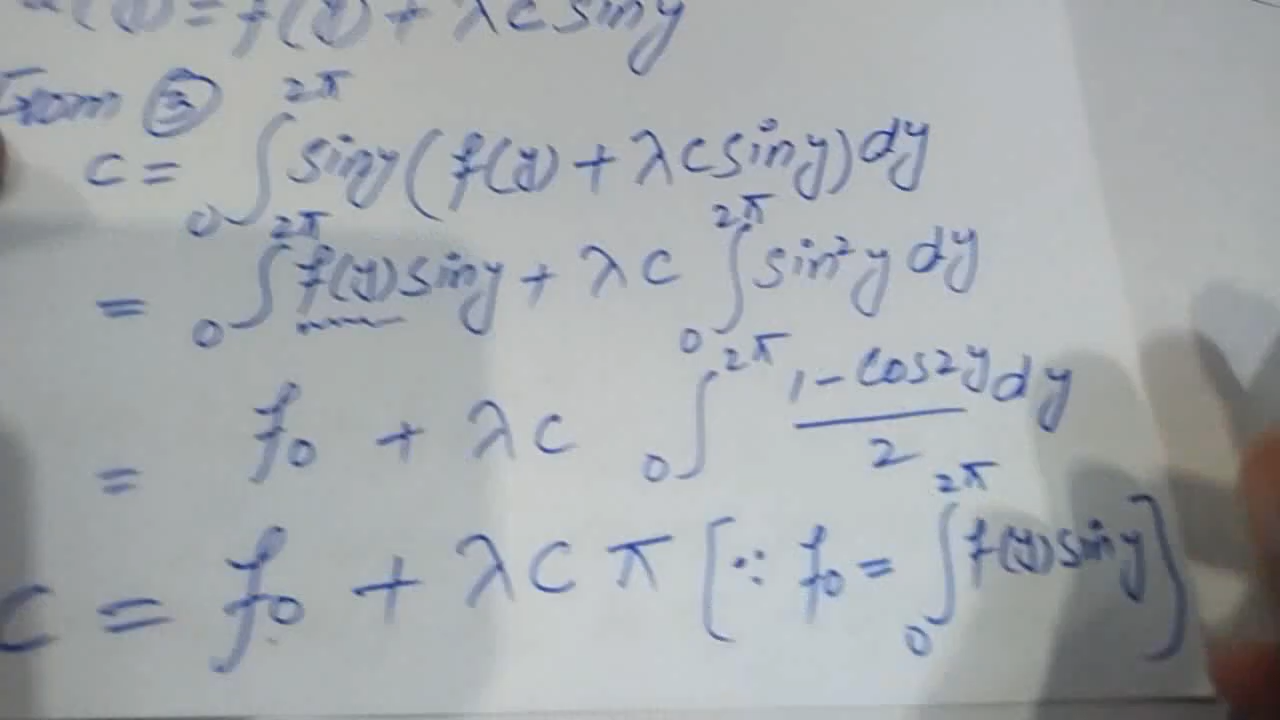 u(y) = f(y) + λc sin y
From ③
c = ∫₀^{2π} sin y (f(y) + λc sin y) dy
= ∫₀^{2π} f(y) sin y + λc ∫₀^{2π} sin² y dy
= f₀ + λc ∫₀^{2π} (1 - cos 2y)/2 dy
c = f₀ + λcπ [∵ f₀ = ∫₀^{2π} f(y) sin y]